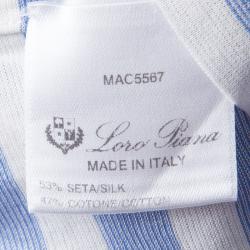 MAC5567
Loro Piana
MADE IN ITALY
53% SETA/SILK
47% COTONE/COTTON